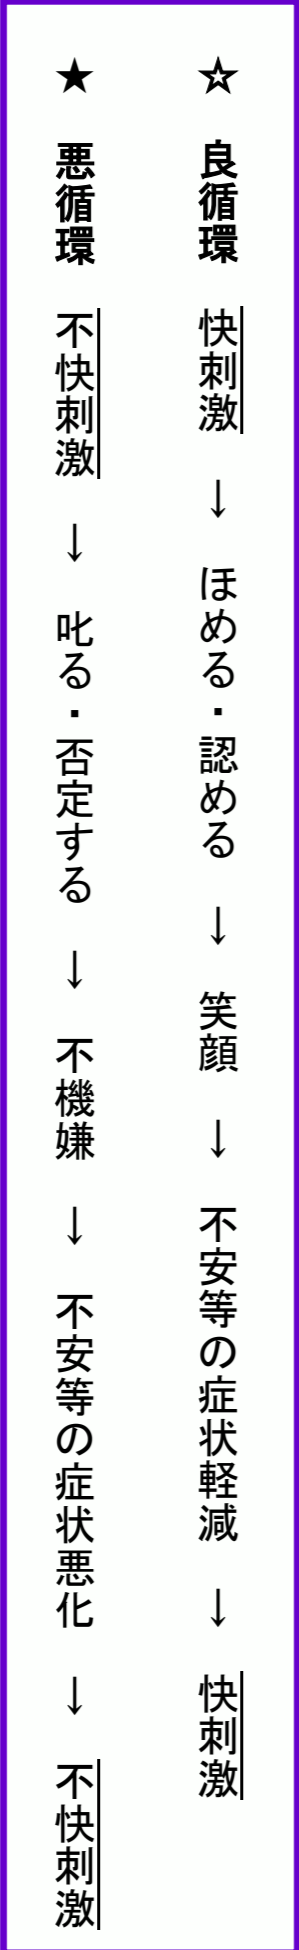 ☆ 良循環 快刺激 → ほめる・認める → 笑顔 → 不安等の症状軽減 → 快刺激
★ 悪循環 不快刺激 → 叱る・否定する → 不機嫌 → 不安等の症状悪化 → 不快刺激